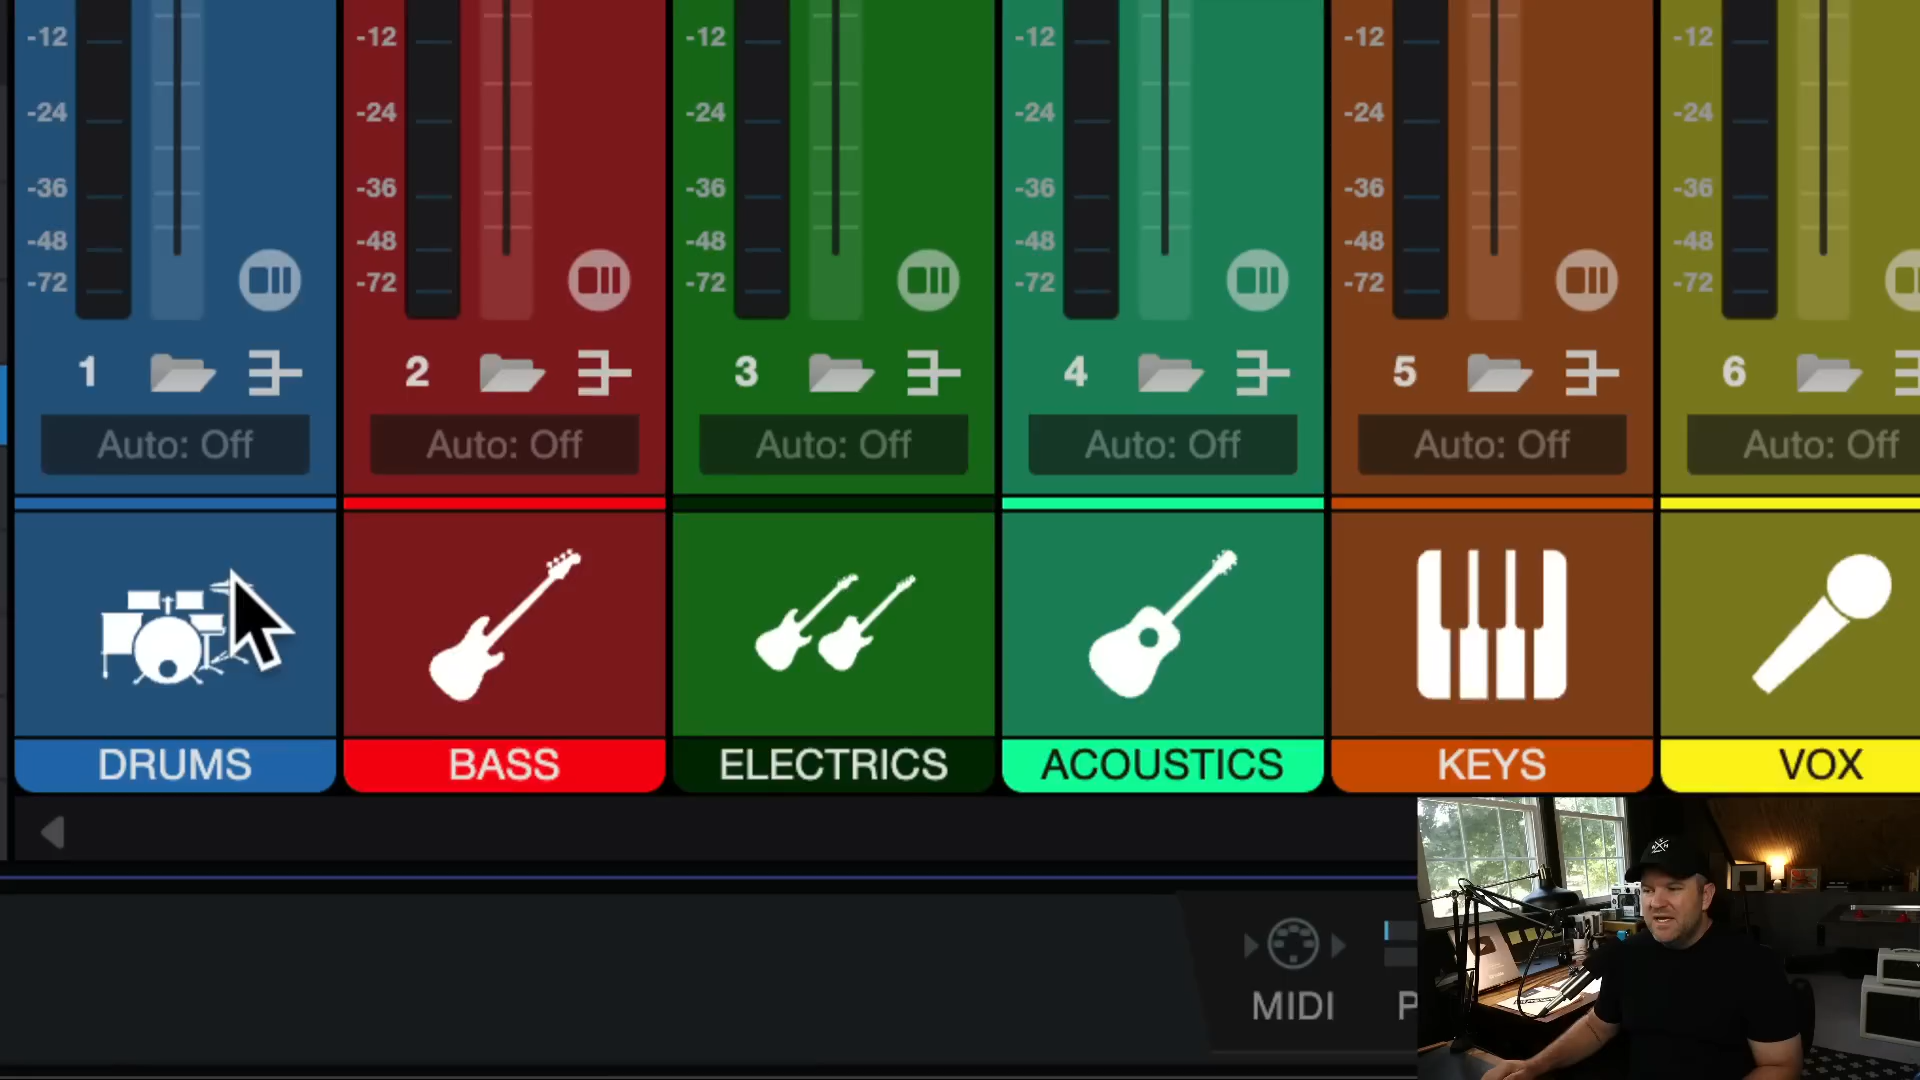 -12 -12 -12 -12 -12 -12
-24 -24 -24 -24 -24 -24
-36 -36 -36 -36 -36 -36
-48 -48 -48 -48 -48 -48
-72 -72 -72 -72 -72 -72
1 2 3 4 5 6
Auto: Off Auto: Off Auto: Off Auto: Off Auto: Off Auto: Off
DRUMS BASS ELECTRICS ACOUSTICS KEYS VOX
MIDI P